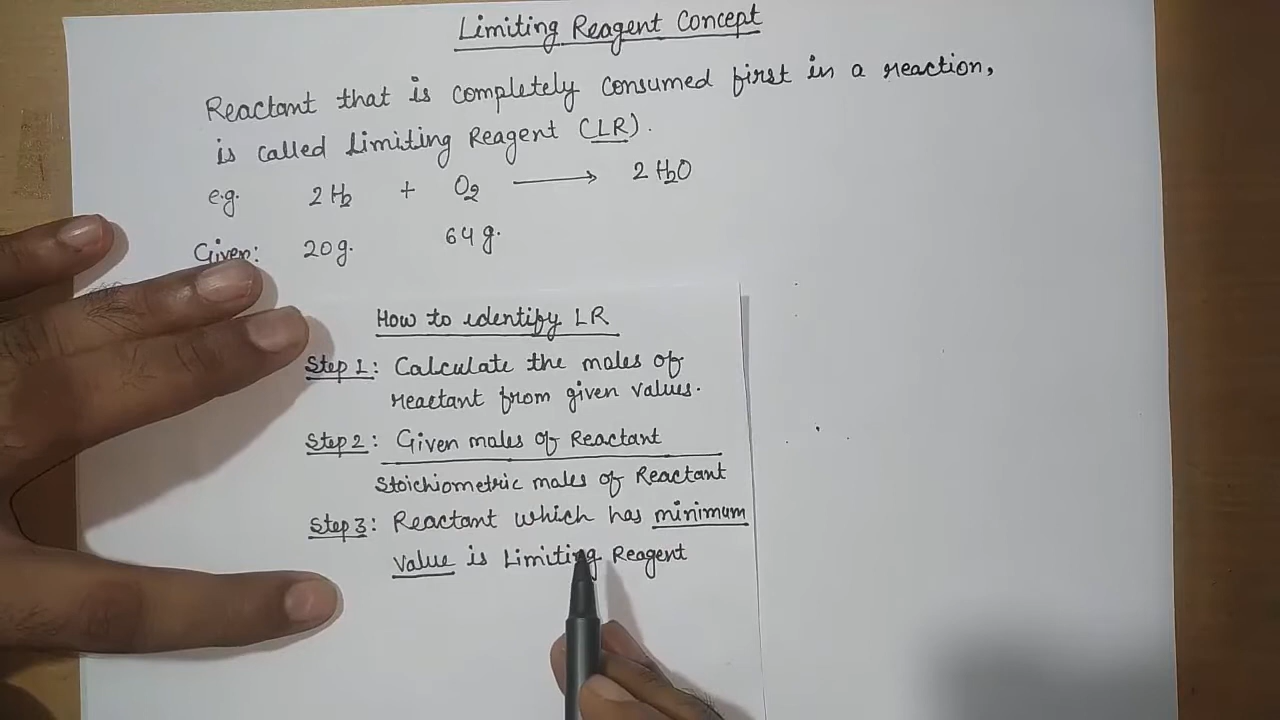 Limiting Reagent Concept
Reactant that is completely consumed first in a reaction,
is called Limiting Reagent (LR).
e.g. 2H₂ + O₂ ⟶ 2H₂O
Given: 20g. 64g.
How to identify LR
Step 1: Calculate the moles of
reactant from given values.
Step 2: Given moles of Reactant
Stoichiometric moles of Reactant
Step 3: Reactant which has minimum
value is Limiting Reagent